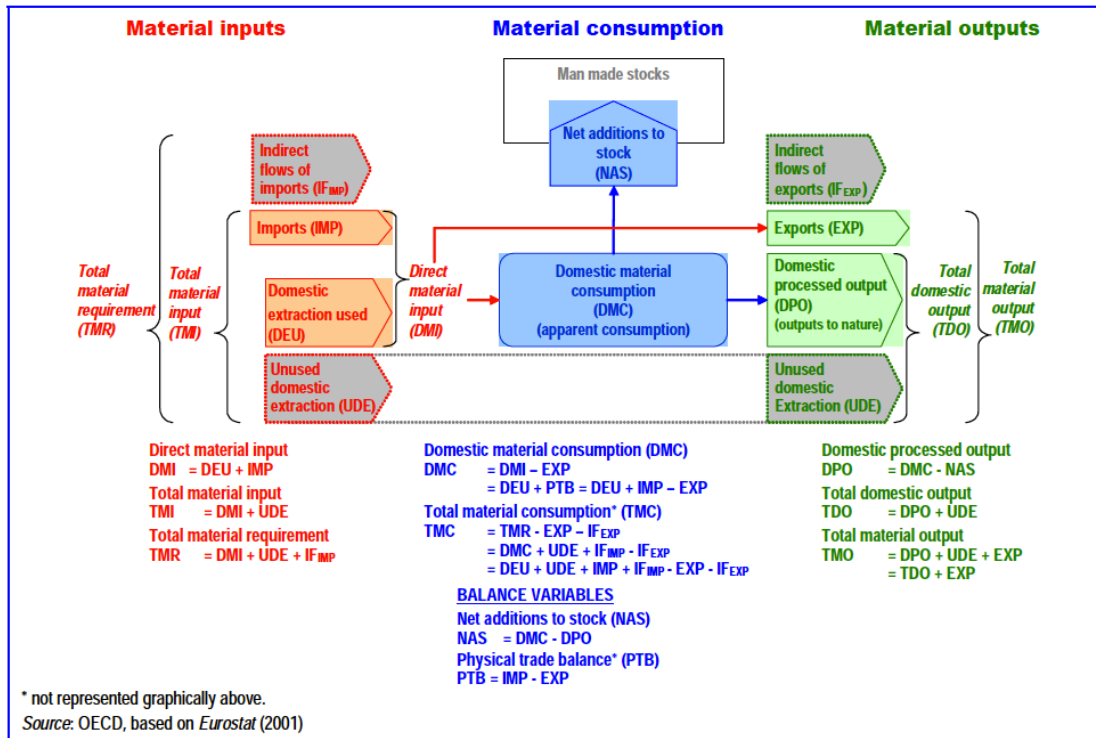 Material inputs
Material consumption
Material outputs
Man made stocks
Net additions to
stock
(NAS)
Indirect
flows of
imports (IFIMP)
Indirect
flows of
exports (IFEXP)
Imports (IMP)
Exports (EXP)
Total
material
requirement
(TMR)
Total
material
input
(TMI)
Domestic
extraction used
(DEU)
Direct
material
input
(DMI)
Domestic material
consumption
(DMC)
(apparent consumption)
Domestic
processed output
(DPO)
(outputs to nature)
Total
domestic
output
(TDO)
Total
material
output
(TMO)
Unused
domestic
extraction (UDE)
Unused
domestic
Extraction (UDE)
Direct material input
DMI = DEU + IMP
Total material input
TMI = DMI + UDE
Total material requirement
TMR = DMI + UDE + IFIMP
Domestic material consumption (DMC)
DMC = DMI – EXP
= DEU + PTB = DEU + IMP – EXP
Total material consumption* (TMC)
TMC = TMR - EXP – IFEXP
= DMC + UDE + IFIMP - IFEXP
= DEU + UDE + IMP + IFIMP - EXP - IFEXP
BALANCE VARIABLES
Net additions to stock (NAS)
NAS = DMC - DPO
Physical trade balance* (PTB)
PTB = IMP - EXP
Domestic processed output
DPO = DMC - NAS
Total domestic output
TDO = DPO + UDE
Total material output
TMO = DPO + UDE + EXP
= TDO + EXP
* not represented graphically above.
Source: OECD, based on Eurostat (2001)